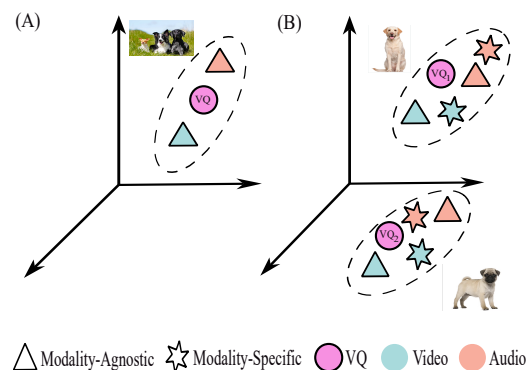 (A)
(B)
VQ
VQ1
VQ2
Modality-Agnostic Modality-Specific VQ Video Audio